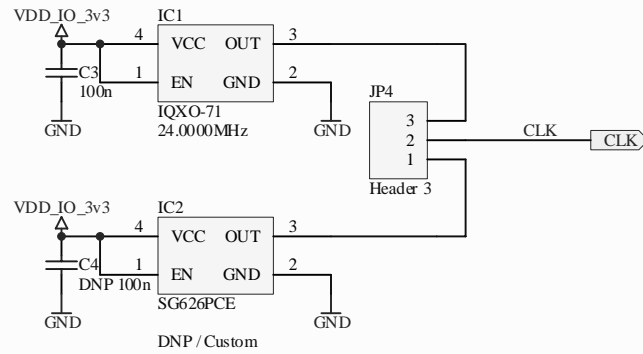 VDD_IO_3v3
IC1
4
VCC
OUT
3
C3
100n
1
EN
GND
2
GND
IQXO-71
24.0000MHz
GND
JP4
3
2
1
Header 3
CLK
CLK
VDD_IO_3v3
IC2
4
VCC
OUT
3
C4
DNP 100n
1
EN
GND
2
GND
SG626PCE
GND
DNP / Custom